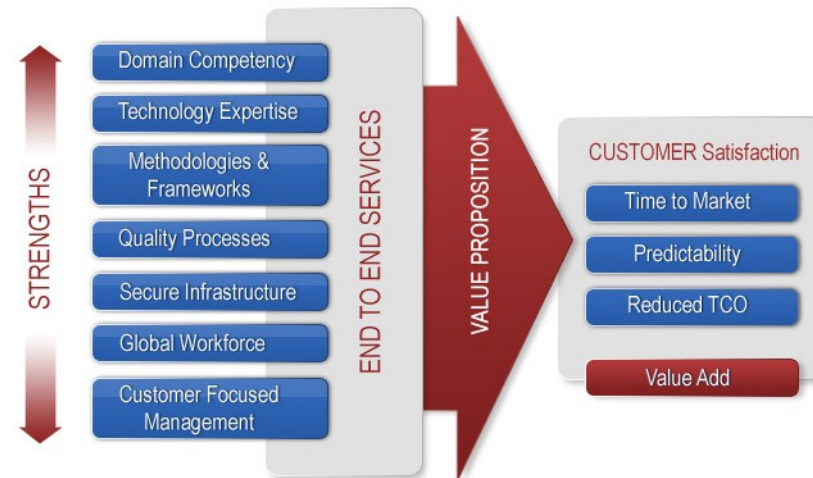 STRENGTHS
Domain Competency
Technology Expertise
Methodologies &
Frameworks
Quality Processes
Secure Infrastructure
Global Workforce
Customer Focused
Management
END TO END SERVICES
VALUE PROPOSITION
CUSTOMER Satisfaction
Time to Market
Predictability
Reduced TCO
Value Add